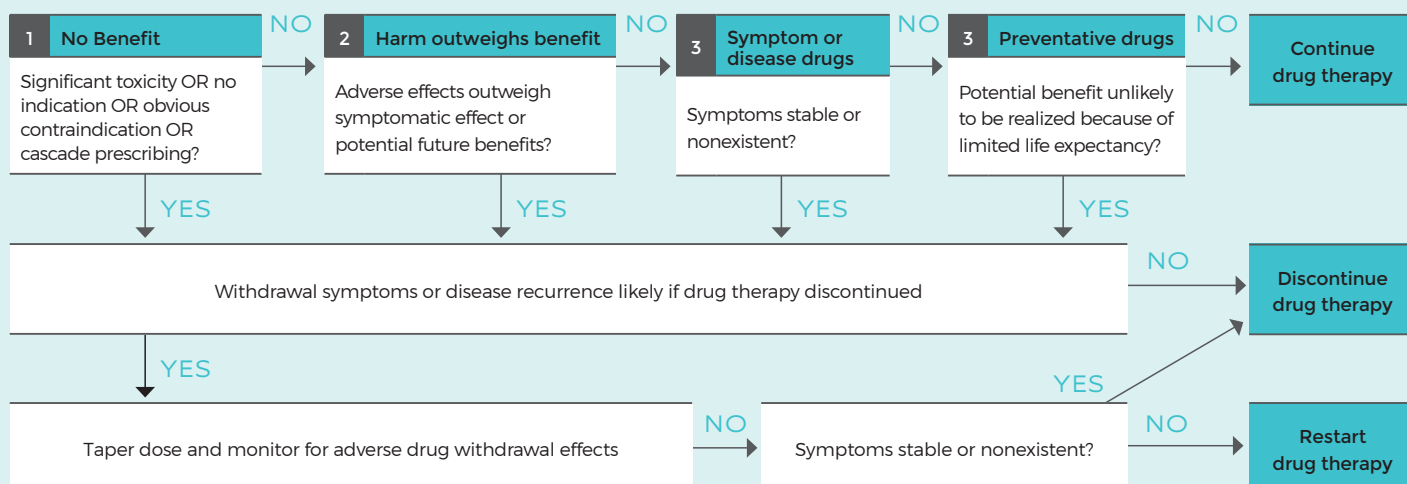 1 No Benefit
Significant toxicity OR no
indication OR obvious
contraindication OR
cascade prescribing?
NO
2 Harm outweighs benefit
Adverse effects outweigh
symptomatic effect or
potential future benefits?
NO
3 Symptom or
disease drugs
Symptoms stable or
nonexistent?
NO
3 Preventative drugs
Potential benefit unlikely
to be realized because of
limited life expectancy?
NO
Continue
drug therapy
YES
YES
YES
YES
Withdrawal symptoms or disease recurrence likely if drug therapy discontinued
NO
Discontinue
drug therapy
YES
Taper dose and monitor for adverse drug withdrawal effects
NO
Symptoms stable or nonexistent?
YES
NO
Restart
drug therapy